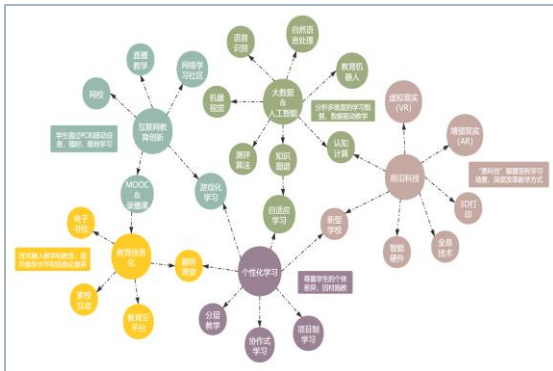 语言
识别
自然语
言处理
直播
教学
网络学
习社区
教育机
器人
网校
机器
视觉
大数据
&
人工智能
分析多维度的学习数
据，数据驱动教学
虚拟现实
(VR)
增强现实
(AR)
互联网教
育创新
学生通过PC和移动设
备，随时、随地学习
测评
算法
知识
图谱
认知
计算
前沿科技
“黑科技”颠覆现有学习
场景，深度改革教学方式
MOOC
&
录播课
游戏化
学习
自适应
学习
新型
学校
3D打
印
电子
书包
智能
硬件
全息
技术
教育信息
化
技术融入教学和教研，提
升教学水平和信息化素养
翻转
课堂
个性化学习
尊重学生的个体
差异，因材施教
家校
互动
教育云
平台
分层
教学
协作式
学习
项目制
学习